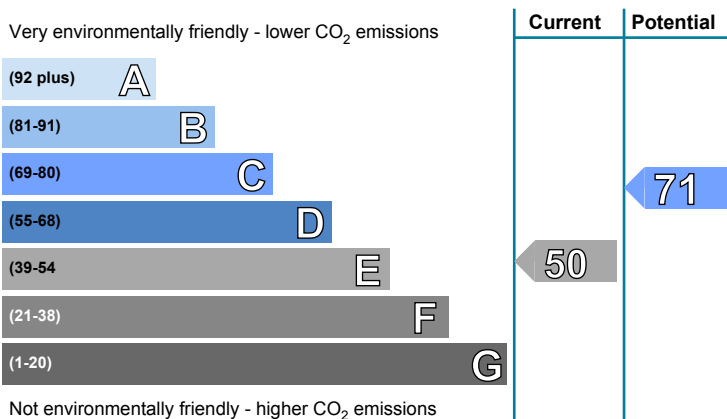 Current Potential
Very environmentally friendly - lower CO2 emissions
(92 plus) A
(81-91) B
(69-80) C
71
(55-68) D
(39-54 E
50
(21-38) F
(1-20) G
Not environmentally friendly - higher CO2 emissions